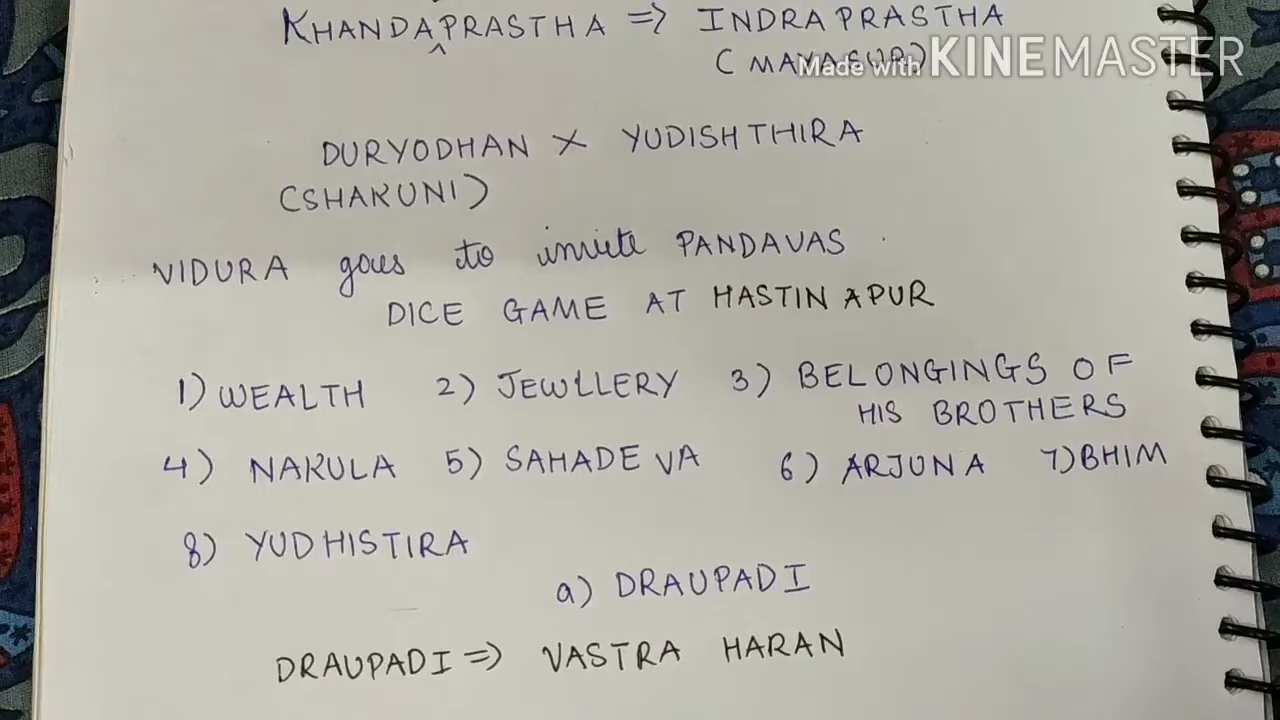 KHANDAPRASTHA => INDRAPRASTHA
^
( MAYASUR)
Made with KINEMASTER
DURYODHAN X YUDISHTHIRA
(SHAKUNI)
VIDURA goes to invite PANDAVAS
DICE GAME AT HASTINAPUR
1) WEALTH 2) JEWLLERY 3) BELONGINGS OF
HIS BROTHERS
4) NAKULA 5) SAHADEVA 6) ARJUNA 7) BHIM
8) YUDHISTIRA
a) DRAUPADI
DRAUPADI => VASTRA HARAN